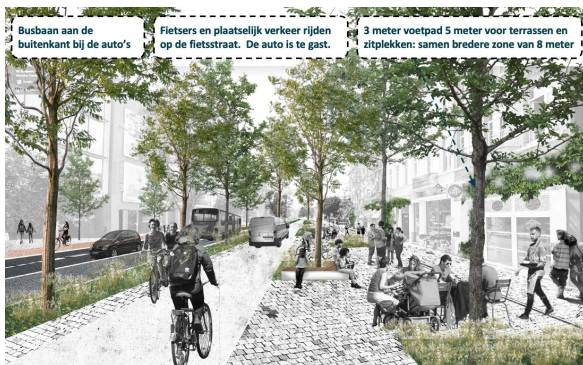 Busbaan aan de
buitenkant bij de auto's
Fietsers en plaatselijk verkeer rijden
op de fietsstraat. De auto is te gast.
3 meter voetpad 5 meter voor terrassen en
zitplekken: samen bredere zone van 8 meter